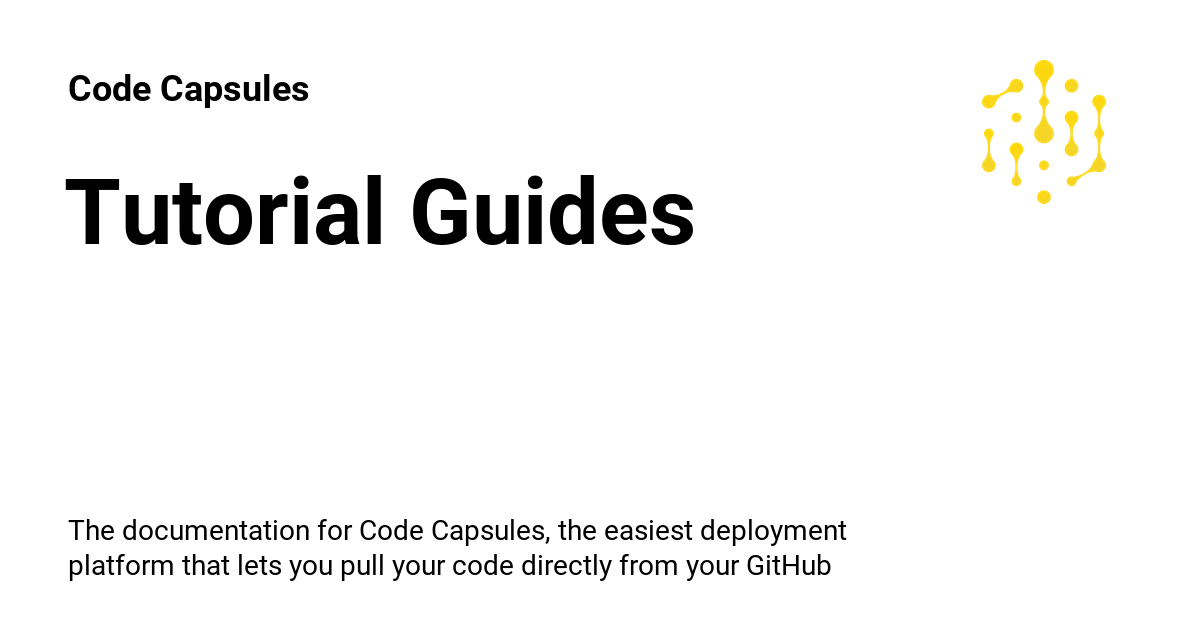 Code Capsules
Tutorial Guides
The documentation for Code Capsules, the easiest deployment
platform that lets you pull your code directly from your GitHub